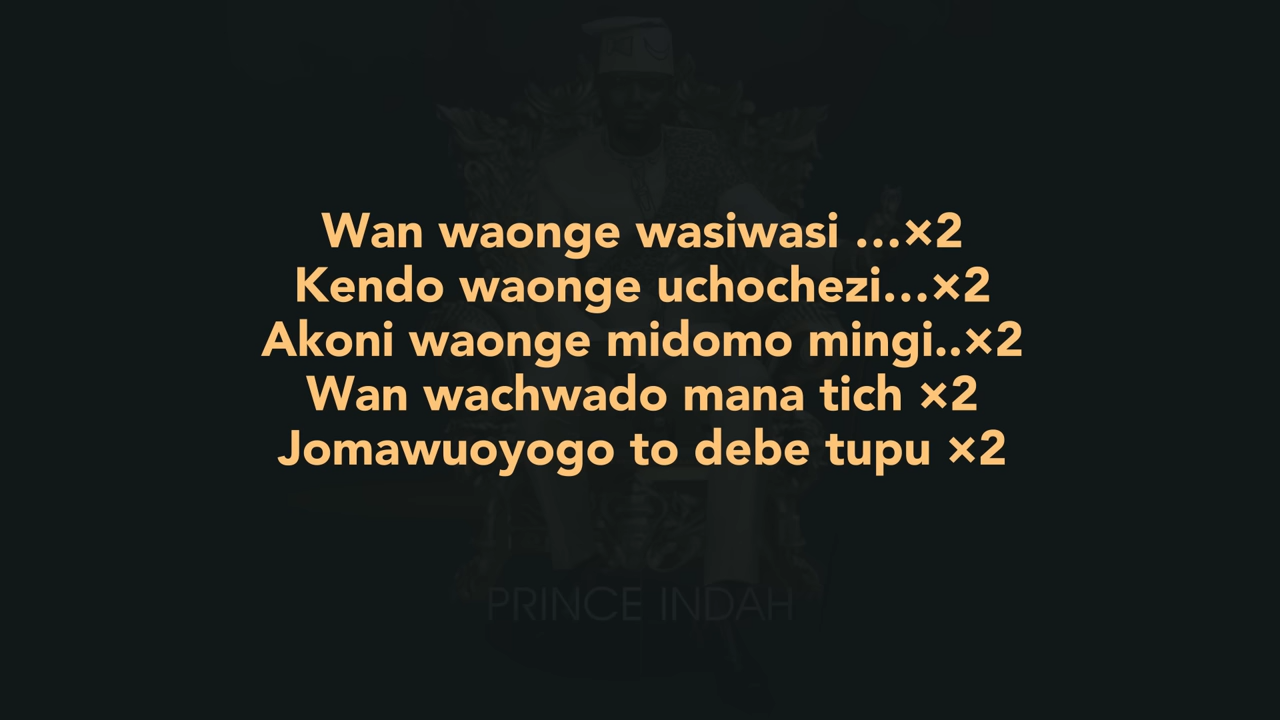 Wan waonge wasiwasi ...×2
Kendo waonge uchochezi...×2
Akoni waonge midomo mingi..×2
Wan wachwado mana tich ×2
Jomawuoyogo to debe tupu ×2
PRINCE INDAH